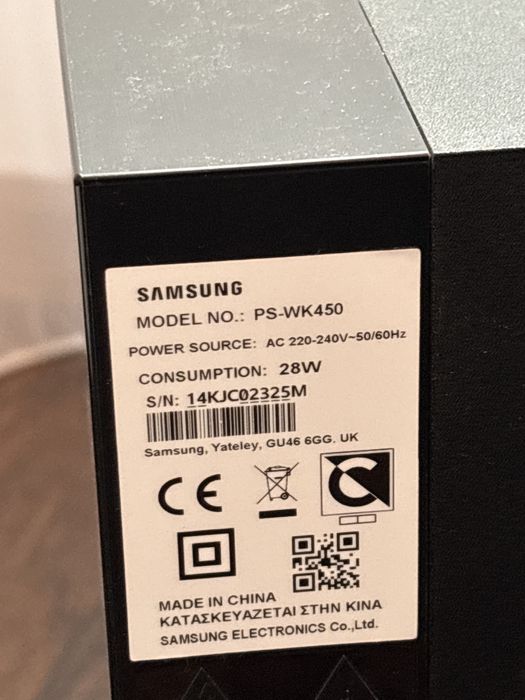 SAMSUNG
MODEL NO.: PS-WK450
POWER SOURCE: AC 220-240V~50/60Hz
CONSUMPTION: 28W
S/N: 14KJC02325M
Samsung, Yateley, GU46 6GG. UK
CE
C
MADE IN CHINA
ΚΑΤΑΣΚΕΥΑΖΕΤΑΙ ΣΤΗΝ ΚΙΝΑ
SAMSUNG ELECTRONICS Co.,Ltd.